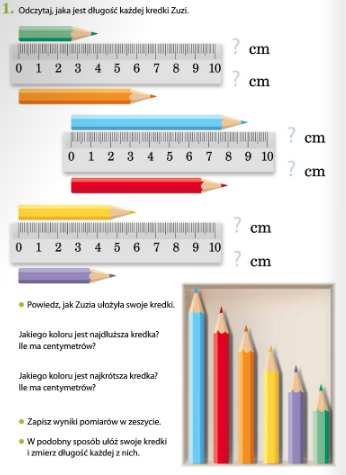 1. Odczytaj, jaka jest długość każdej kredki Zuzi.
? cm
0 1 2 3 4 5 6 7 8 9 10
? cm
? cm
0 1 2 3 4 5 6 7 8 9 10
? cm
? cm
0 1 2 3 4 5 6 7 8 9 10
? cm
• Powiedz, jak Zuzia ułożyła swoje kredki.
Jakiego koloru jest najdłuższa kredka?
Ile ma centymetrów?
Jakiego koloru jest najkrótsza kredka?
Ile ma centymetrów?
• Zapisz wyniki pomiarów w zeszycie.
• W podobny sposób ułóż swoje kredki
i zmierz długość każdej z nich.